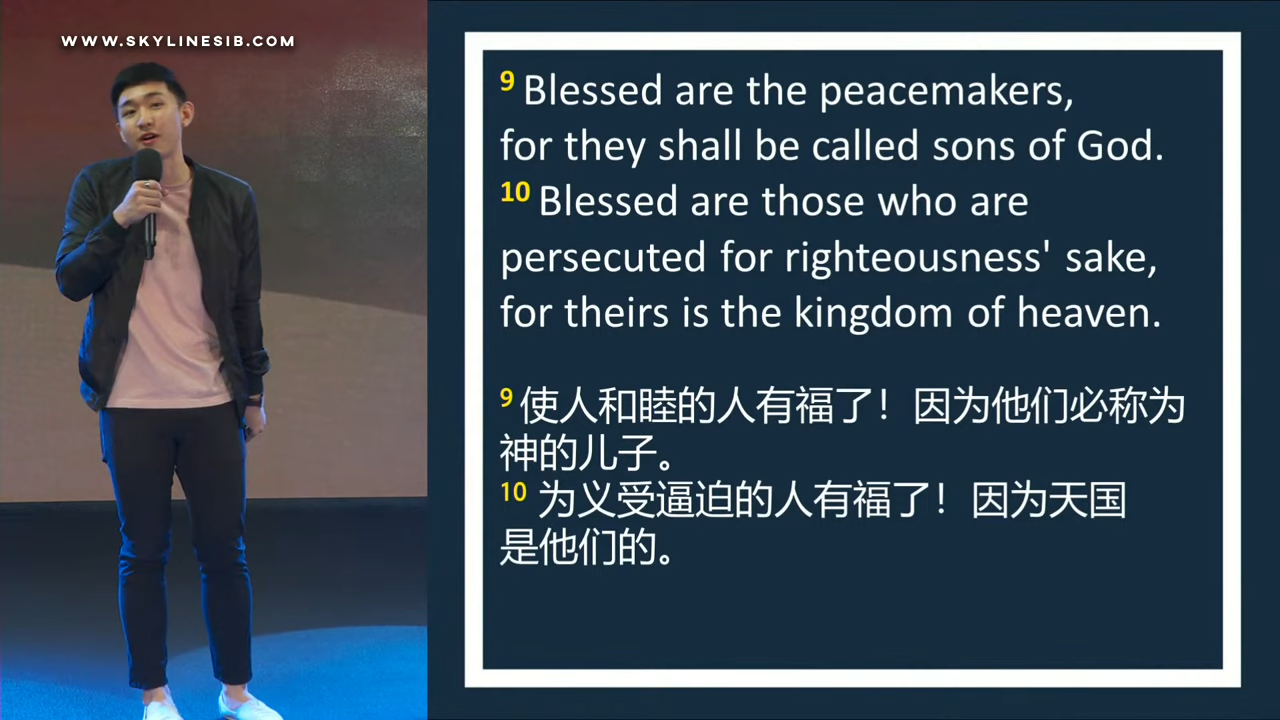 WWW.SKYLINESIB.COM
9 Blessed are the peacemakers,
for they shall be called sons of God.
10 Blessed are those who are
persecuted for righteousness' sake,
for theirs is the kingdom of heaven.
9 使人和睦的人有福了！因为他们必称为
神的儿子。
10 为义受逼迫的人有福了！因为天国
是他们的。